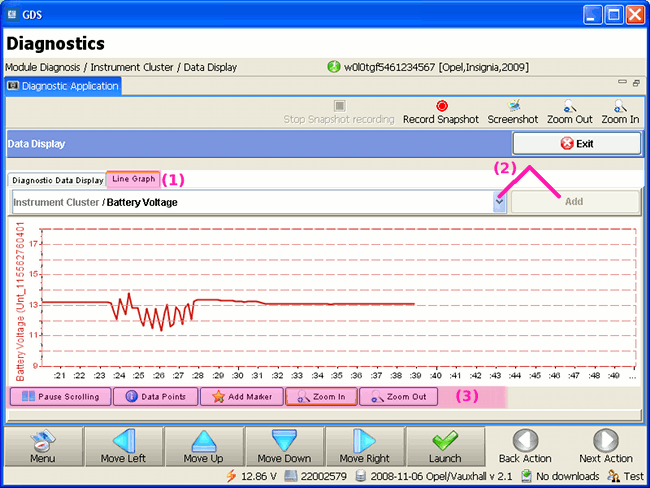 GDS
Diagnostics
Module Diagnosis / Instrument Cluster / Data Display
w0l0tgf5461234567 [Opel,Insignia,2009]
Diagnostic Application
Stop Snapshot recording Record Snapshot Screenshot Zoom Out Zoom In
Data Display
Exit
Diagnostic Data Display Line Graph (1)
(2)
Instrument Cluster / Battery Voltage Add
Battery Voltage (Unt_115562760401
17
15
13
11
9
:21 :22 :23 :24 :25 :26 :27 :28 :29 :30 :31 :32 :33 :34 :35 :36 :37 :38 :39 :40 :41 :42 :43 :44 :45 :46 :47 :48 :49 ...
Pause Scrolling Data Points Add Marker Zoom In Zoom Out (3)
Menu Move Left Move Up Move Down Move Right Launch Back Action Next Action
12.86 V 22002579 2008-11-06 Opel/Vauxhall v 2.1 No downloads Test